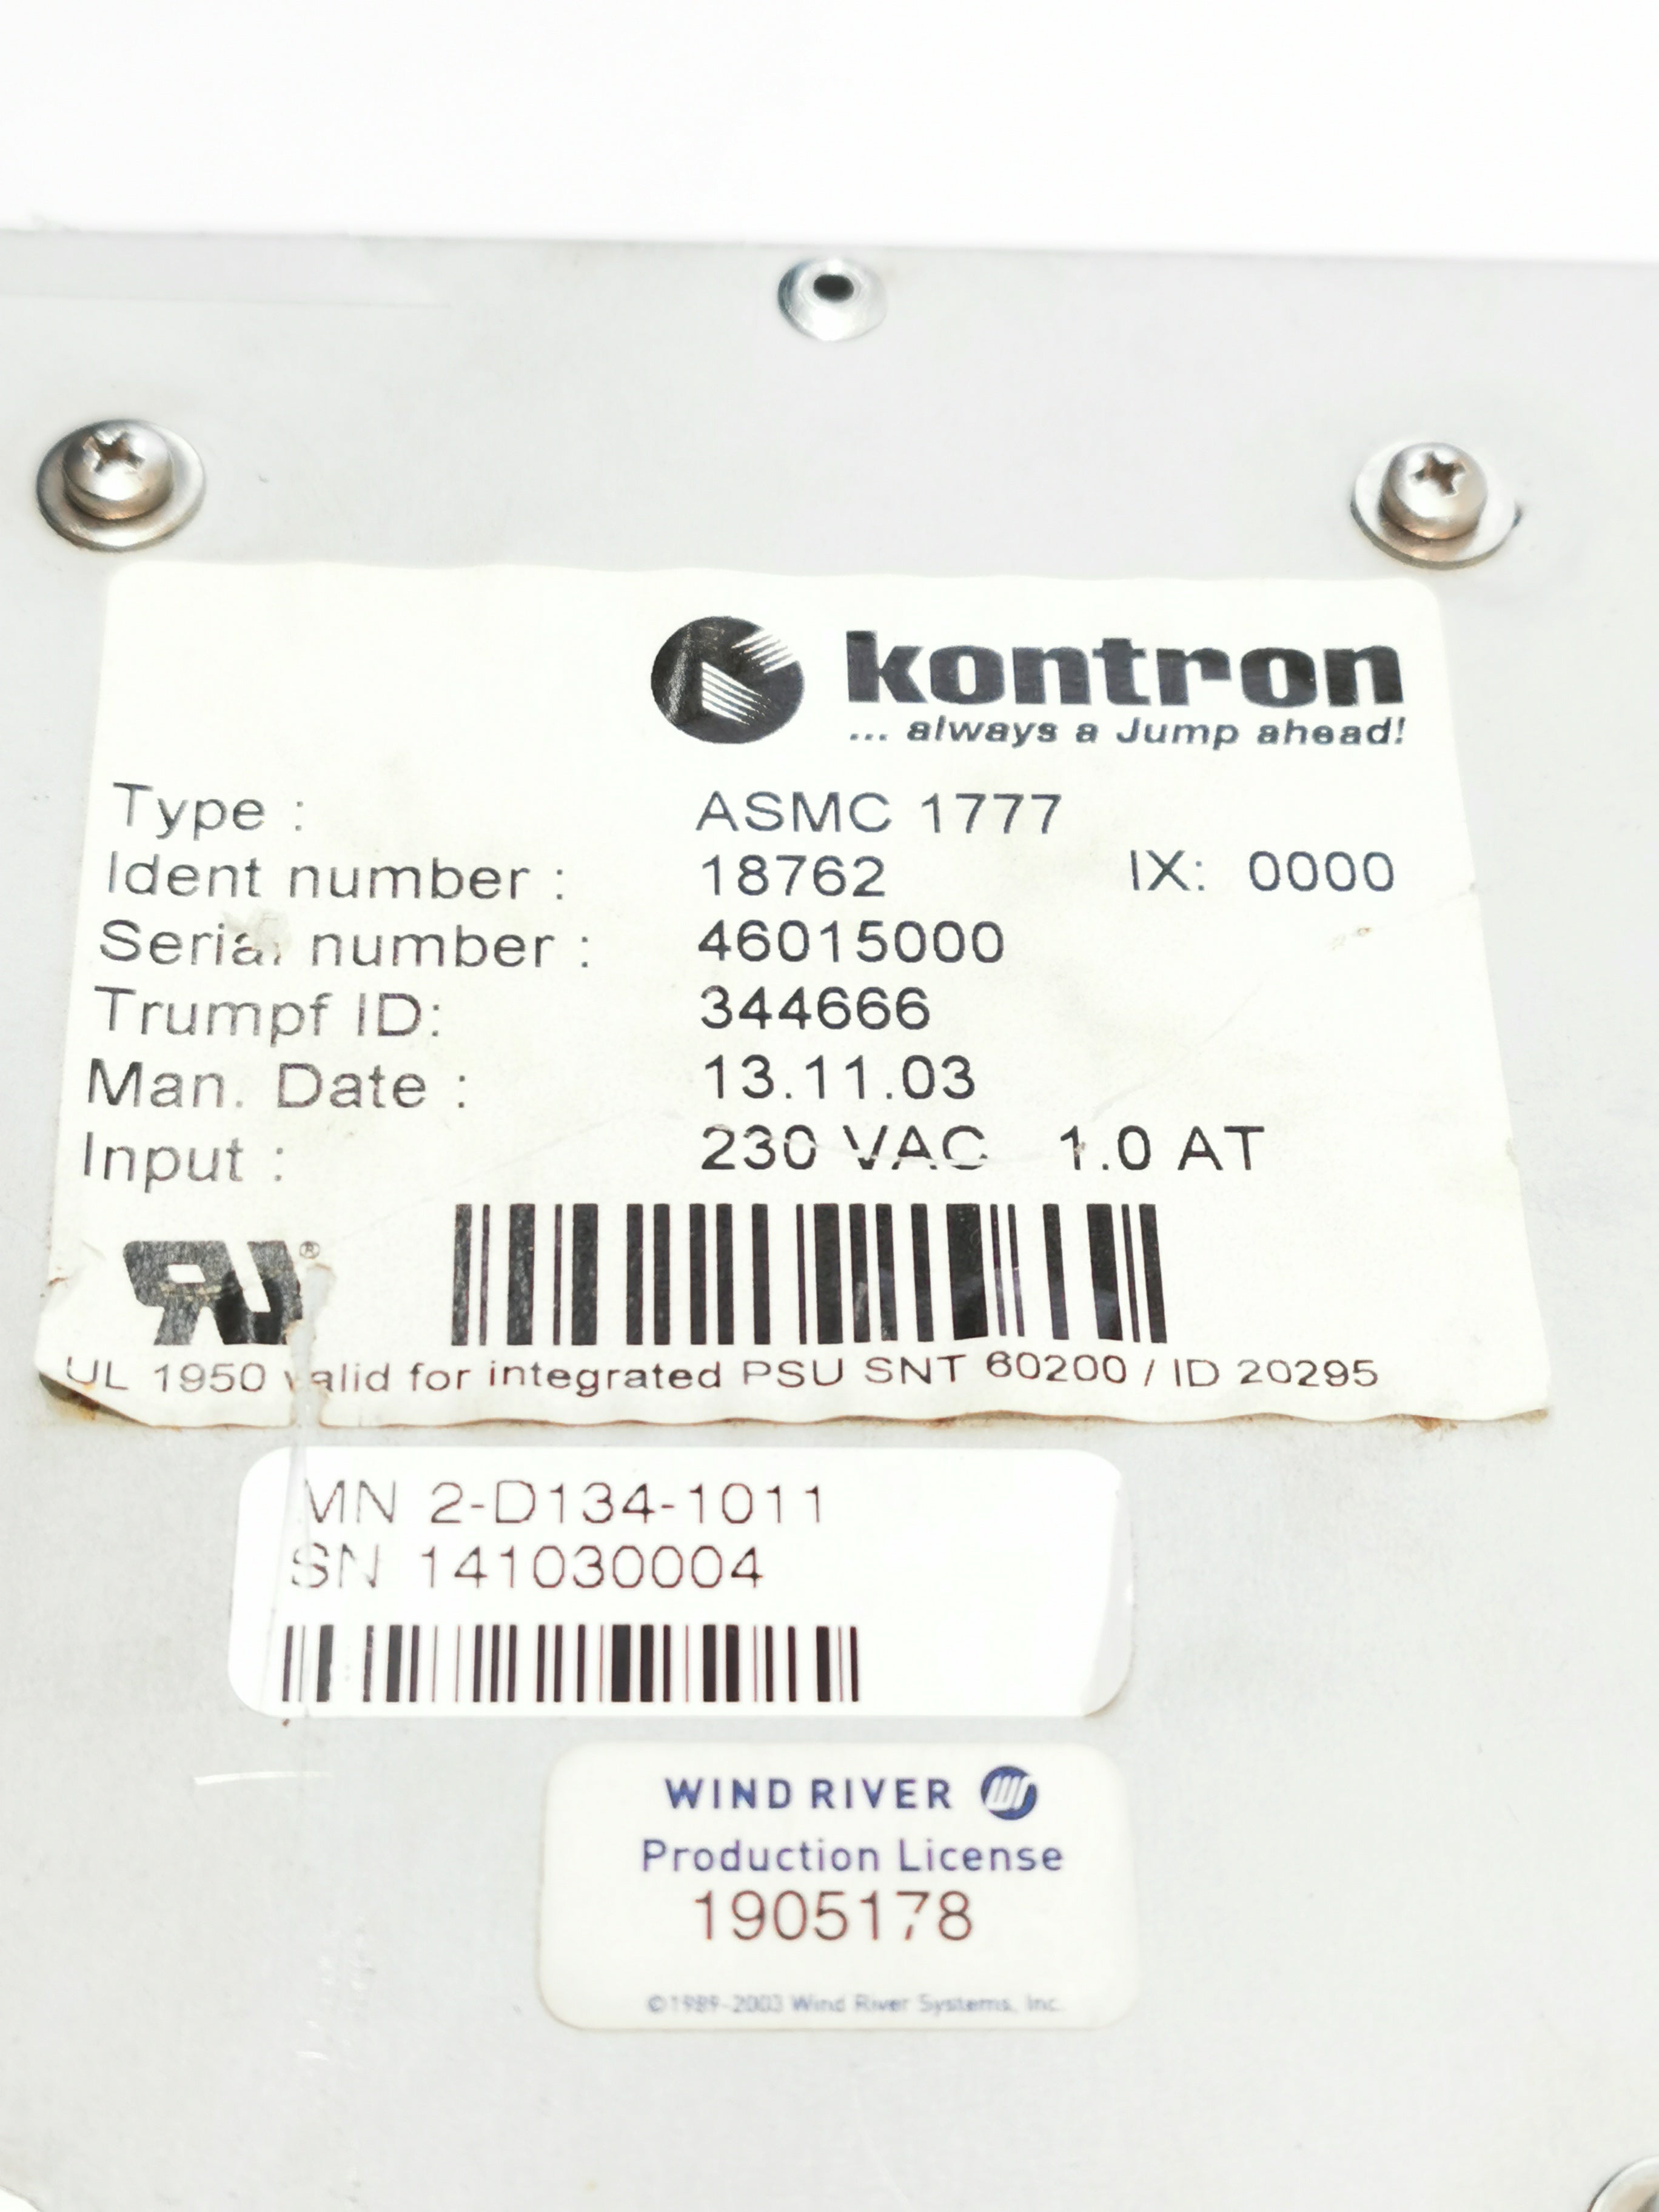 kontron
... always a Jump ahead!
Type : ASMC 1777
Ident number : 18762 IX: 0000
Serial number : 46015000
Trumpf ID: 344666
Man. Date : 13.11.03
Input : 230 VAC 1.0 AT
®
UL 1950 valid for integrated PSU SNT 60200 / ID 20295
MN 2-D134-1011
SN 141030004
WIND RIVER
Production License
1905178
©1989-2003 Wind River Systems, Inc.